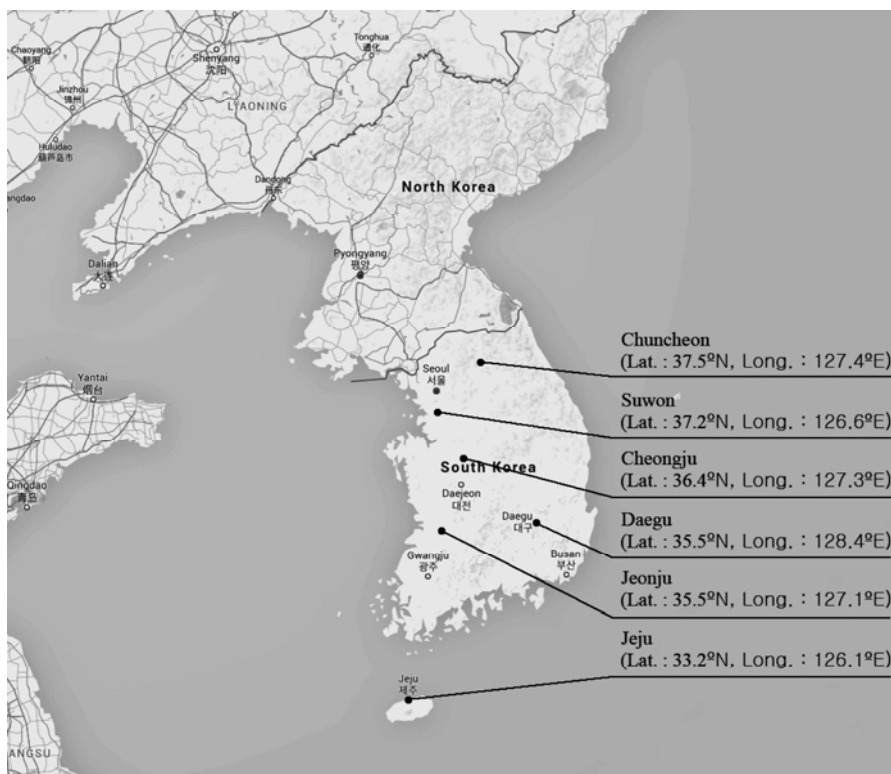 Tonghua
通化
Chaoyang
朝阳
Shenyang
沈阳
Jinzhou
锦州
LIAONING
Huludao
葫芦岛市
Dandong
丹东
angdao
North Korea
Pyongyang
평양
Dalian
大连
Chuncheon
(Lat. : 37.5ºN, Long. : 127.4ºE)
Seoul
서울
Yantai
烟台
Suwon
(Lat. : 37.2ºN, Long. : 126.6ºE)
Cheongju
(Lat. : 36.4ºN, Long. : 127.3ºE)
South Korea
Qingdao
青岛
Daejeon
대전
Daegu
대구
Daegu
(Lat. : 35.5ºN, Long. : 128.4ºE)
Gwangju
광주
Busan
부산
Jeonju
(Lat. : 35.5ºN, Long. : 127.1ºE)
Jeju
(Lat. : 33.2ºN, Long. : 126.1ºE)
Jeju
제주
ANGSU